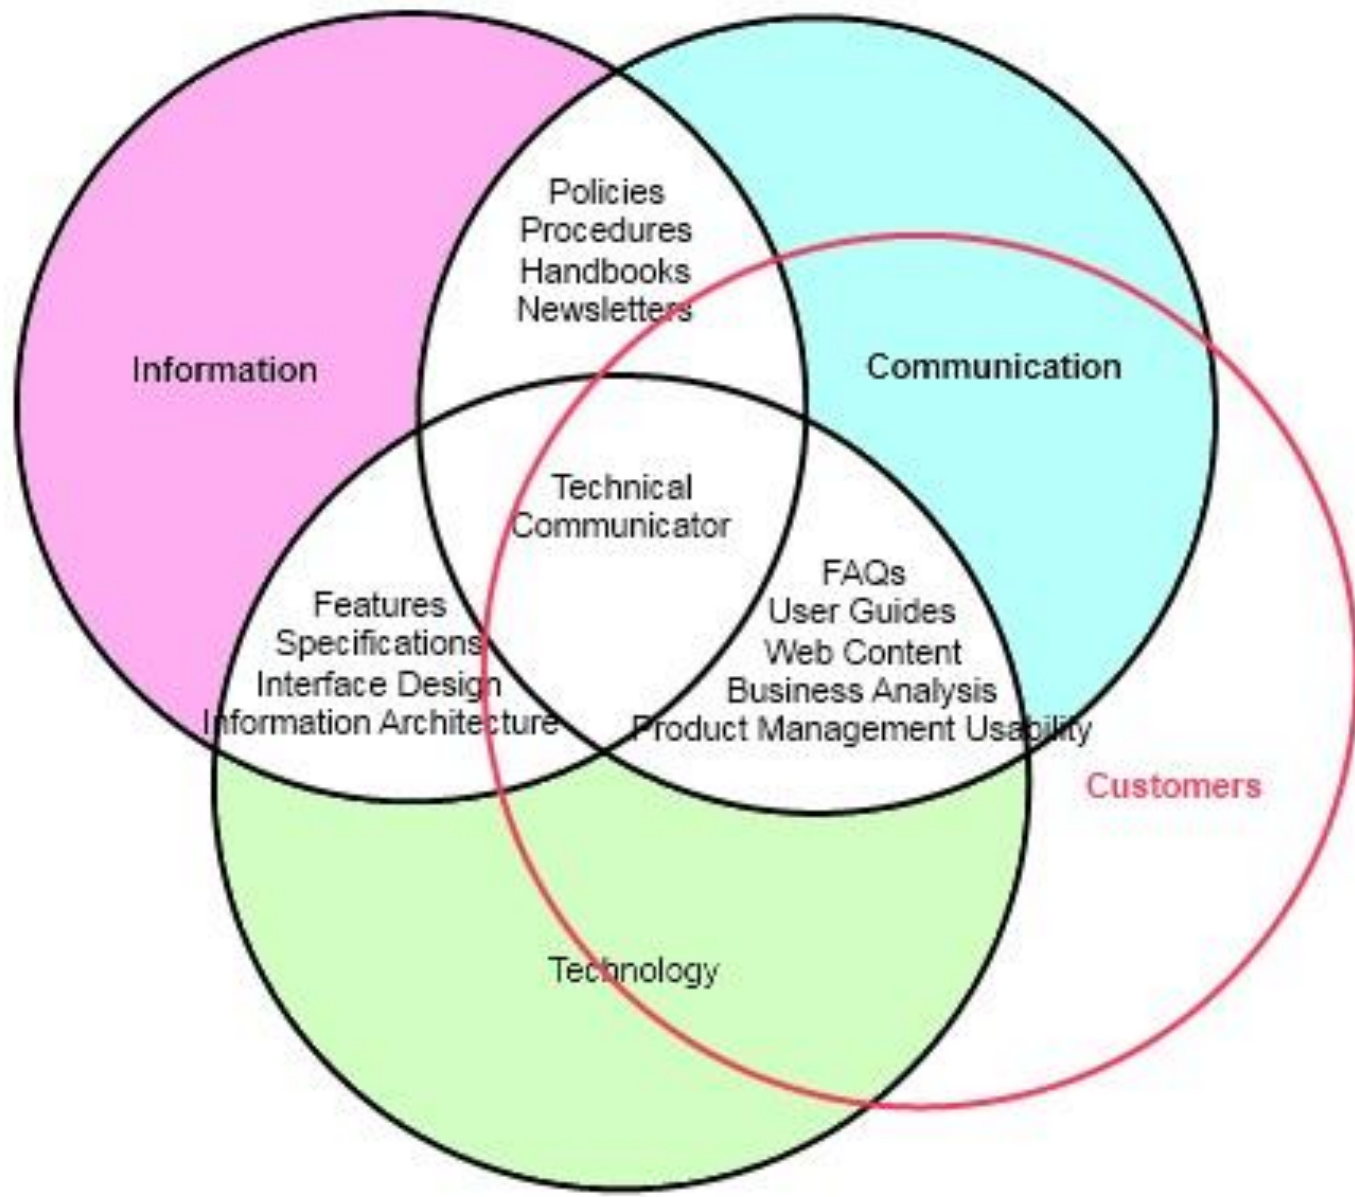 Policies
Procedures
Handbooks
Newsletters
Information
Communication
Technical
Communicator
FAQs
User Guides
Web Content
Business Analysis
Product Management Usability
Features
Specifications
Interface Design
Information Architecture
Customers
Technology